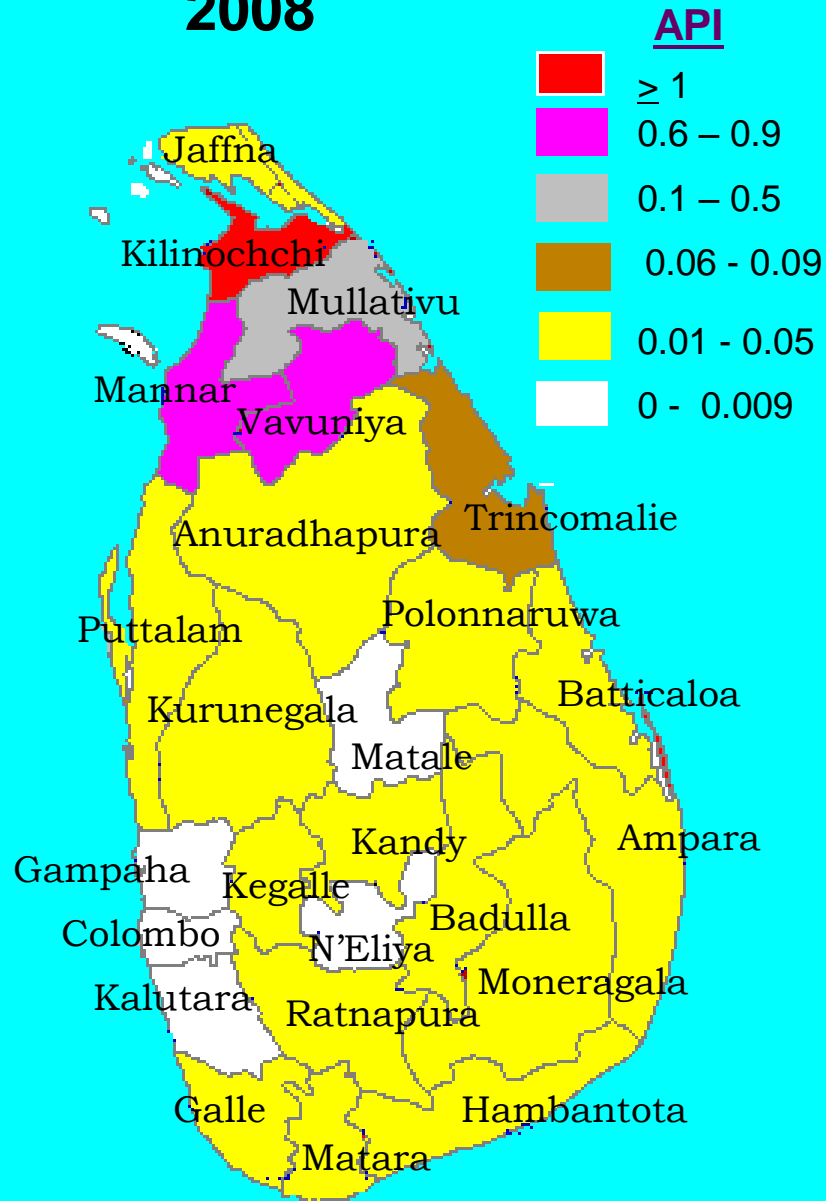 2008
API
≥ 1
0.6 – 0.9
0.1 – 0.5
0.06 - 0.09
0.01 - 0.05
0 - 0.009
Jaffna
Kilinochchi
Mullativu
Mannar
Vavuniya
Trincomalie
Anuradhapura
Polonnaruwa
Puttalam
Batticaloa
Kurunegala
Matale
Ampara
Kandy
Gampaha
Kegalle
Badulla
Colombo
N'Eliya
Moneragala
Kalutara
Ratnapura
Galle
Hambantota
Matara